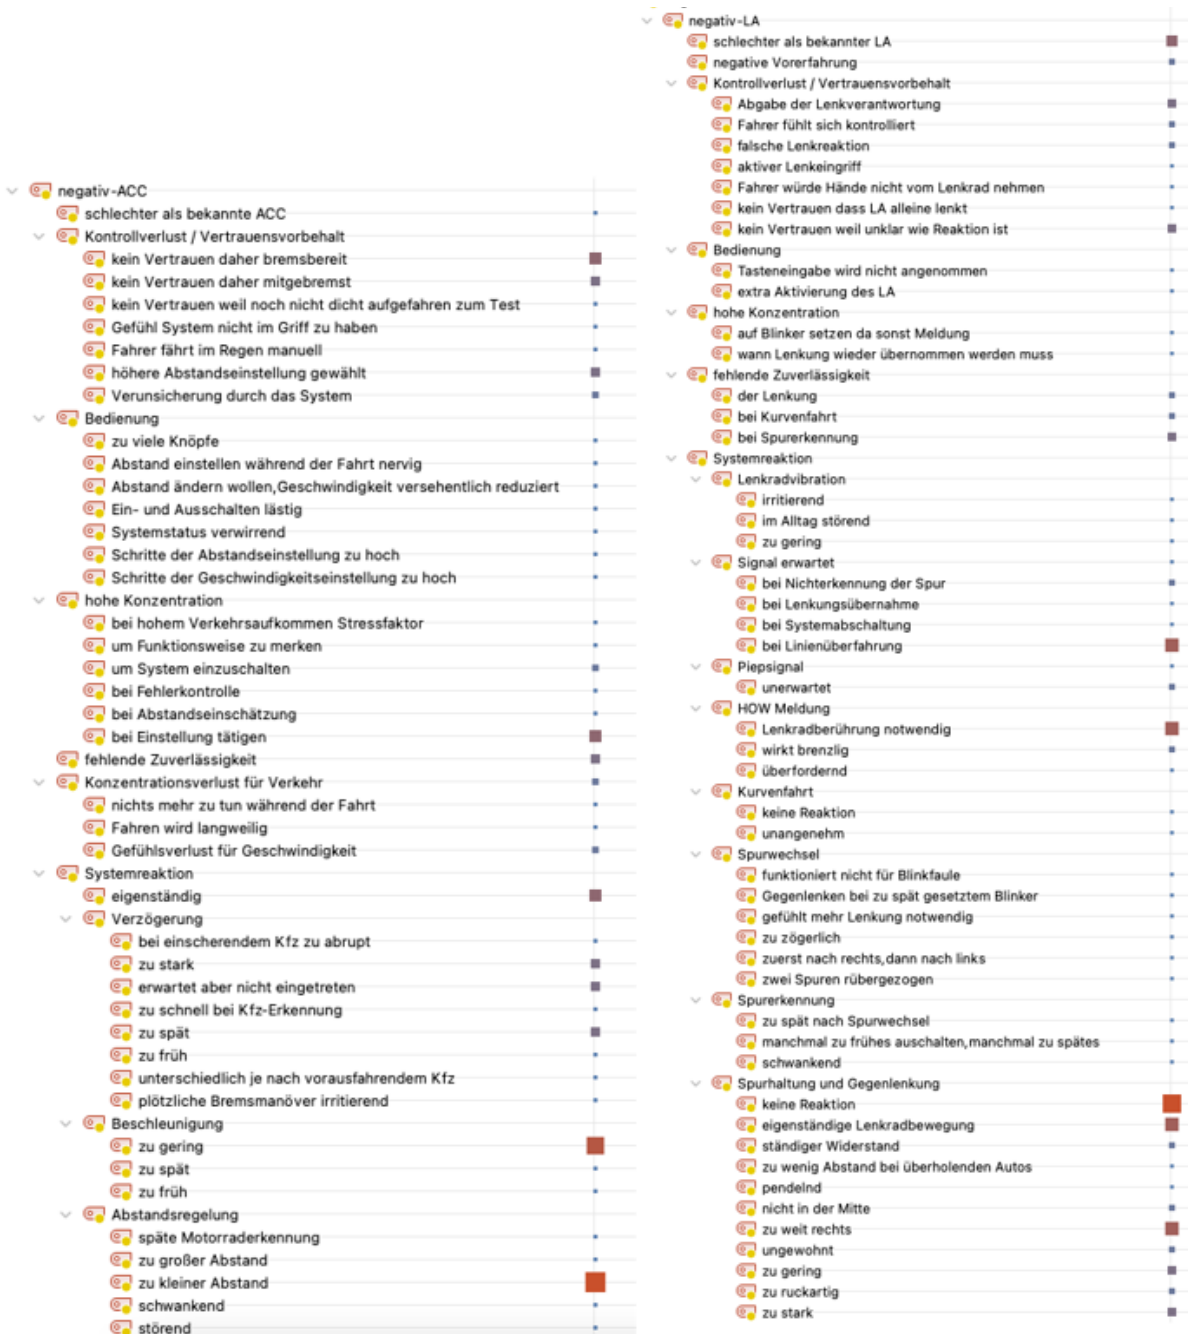 negativ-ACC
schlechter als bekannte ACC
Kontrollverlust / Vertrauensvorbehalt
kein Vertrauen daher bremsbereit
kein Vertrauen daher mitgebremst
kein Vertrauen weil noch nicht dicht aufgefahren zum Test
Gefühl System nicht im Griff zu haben
Fahrer fährt im Regen manuell
höhere Abstandseinstellung gewählt
Verunsicherung durch das System
Bedienung
zu viele Knöpfe
Abstand einstellen während der Fahrt nervig
Abstand ändern wollen,Geschwindigkeit versehentlich reduziert
Ein- und Ausschalten lästig
Systemstatus verwirrend
Schritte der Abstandseinstellung zu hoch
Schritte der Geschwindigkeitseinstellung zu hoch
hohe Konzentration
bei hohem Verkehrsaufkommen Stressfaktor
um Funktionsweise zu merken
um System einzuschalten
bei Fehlerkontrolle
bei Abstandseinschätzung
bei Einstellung tätigen
fehlende Zuverlässigkeit
Konzentrationsverlust für Verkehr
nichts mehr zu tun während der Fahrt
Fahren wird langweilig
Gefühlsverlust für Geschwindigkeit
Systemreaktion
eigenständig
Verzögerung
bei einscherendem Kfz zu abrupt
zu stark
erwartet aber nicht eingetreten
zu schnell bei Kfz-Erkennung
zu spät
zu früh
unterschiedlich je nach vorausfahrendem Kfz
plötzliche Bremsmanöver irritierend
Beschleunigung
zu gering
zu spät
zu früh
Abstandsregelung
späte Motorraderkennung
zu großer Abstand
zu kleiner Abstand
schwankend
störend
negativ-LA
schlechter als bekannter LA
negative Vorerfahrung
Kontrollverlust / Vertrauensvorbehalt
Abgabe der Lenkverantwortung
Fahrer fühlt sich kontrolliert
falsche Lenkreaktion
aktiver Lenkeingriff
Fahrer würde Hände nicht vom Lenkrad nehmen
kein Vertrauen dass LA alleine lenkt
kein Vertrauen weil unklar wie Reaktion ist
Bedienung
Tasteneingabe wird nicht angenommen
extra Aktivierung des LA
hohe Konzentration
auf Blinker setzen da sonst Meldung
wann Lenkung wieder übernommen werden muss
fehlende Zuverlässigkeit
der Lenkung
bei Kurvenfahrt
bei Spurerkennung
Systemreaktion
Lenkradvibration
irritierend
im Alltag störend
zu gering
Signal erwartet
bei Nichterkennung der Spur
bei Lenkungsübernahme
bei Systemabschaltung
bei Linienüberfahrung
Piepsignal
unerwartet
HOW Meldung
Lenkradberührung notwendig
wirkt brenzlig
überfordernd
Kurvenfahrt
keine Reaktion
unangenehm
Spurwechsel
funktioniert nicht für Blinkfaule
Gegenlenken bei zu spät gesetztem Blinker
gefühlt mehr Lenkung notwendig
zu zögerlich
zuerst nach rechts,dann nach links
zwei Spuren rübergezogen
Spurerkennung
zu spät nach Spurwechsel
manchmal zu frühes auschalten,manchmal zu spätes
schwankend
Spurhaltung und Gegenlenkung
keine Reaktion
eigenständige Lenkradbewegung
ständiger Widerstand
zu wenig Abstand bei überholenden Autos
pendelnd
nicht in der Mitte
zu weit rechts
ungewohnt
zu gering
zu ruckartig
zu stark